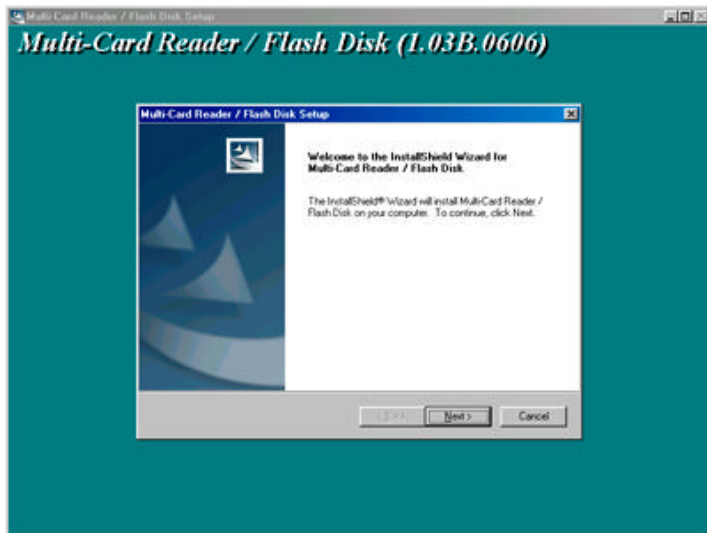 Multi-Card Reader / Flash Disk Setup
Multi-Card Reader / Flash Disk (1.03B.0606)
Multi-Card Reader / Flash Disk Setup
Welcome to the InstallShield Wizard for
Multi-Card Reader / Flash Disk
The InstallShield® Wizard will install Multi-Card Reader /
Flash Disk on your computer. To continue, click Next.
Next > Cancel